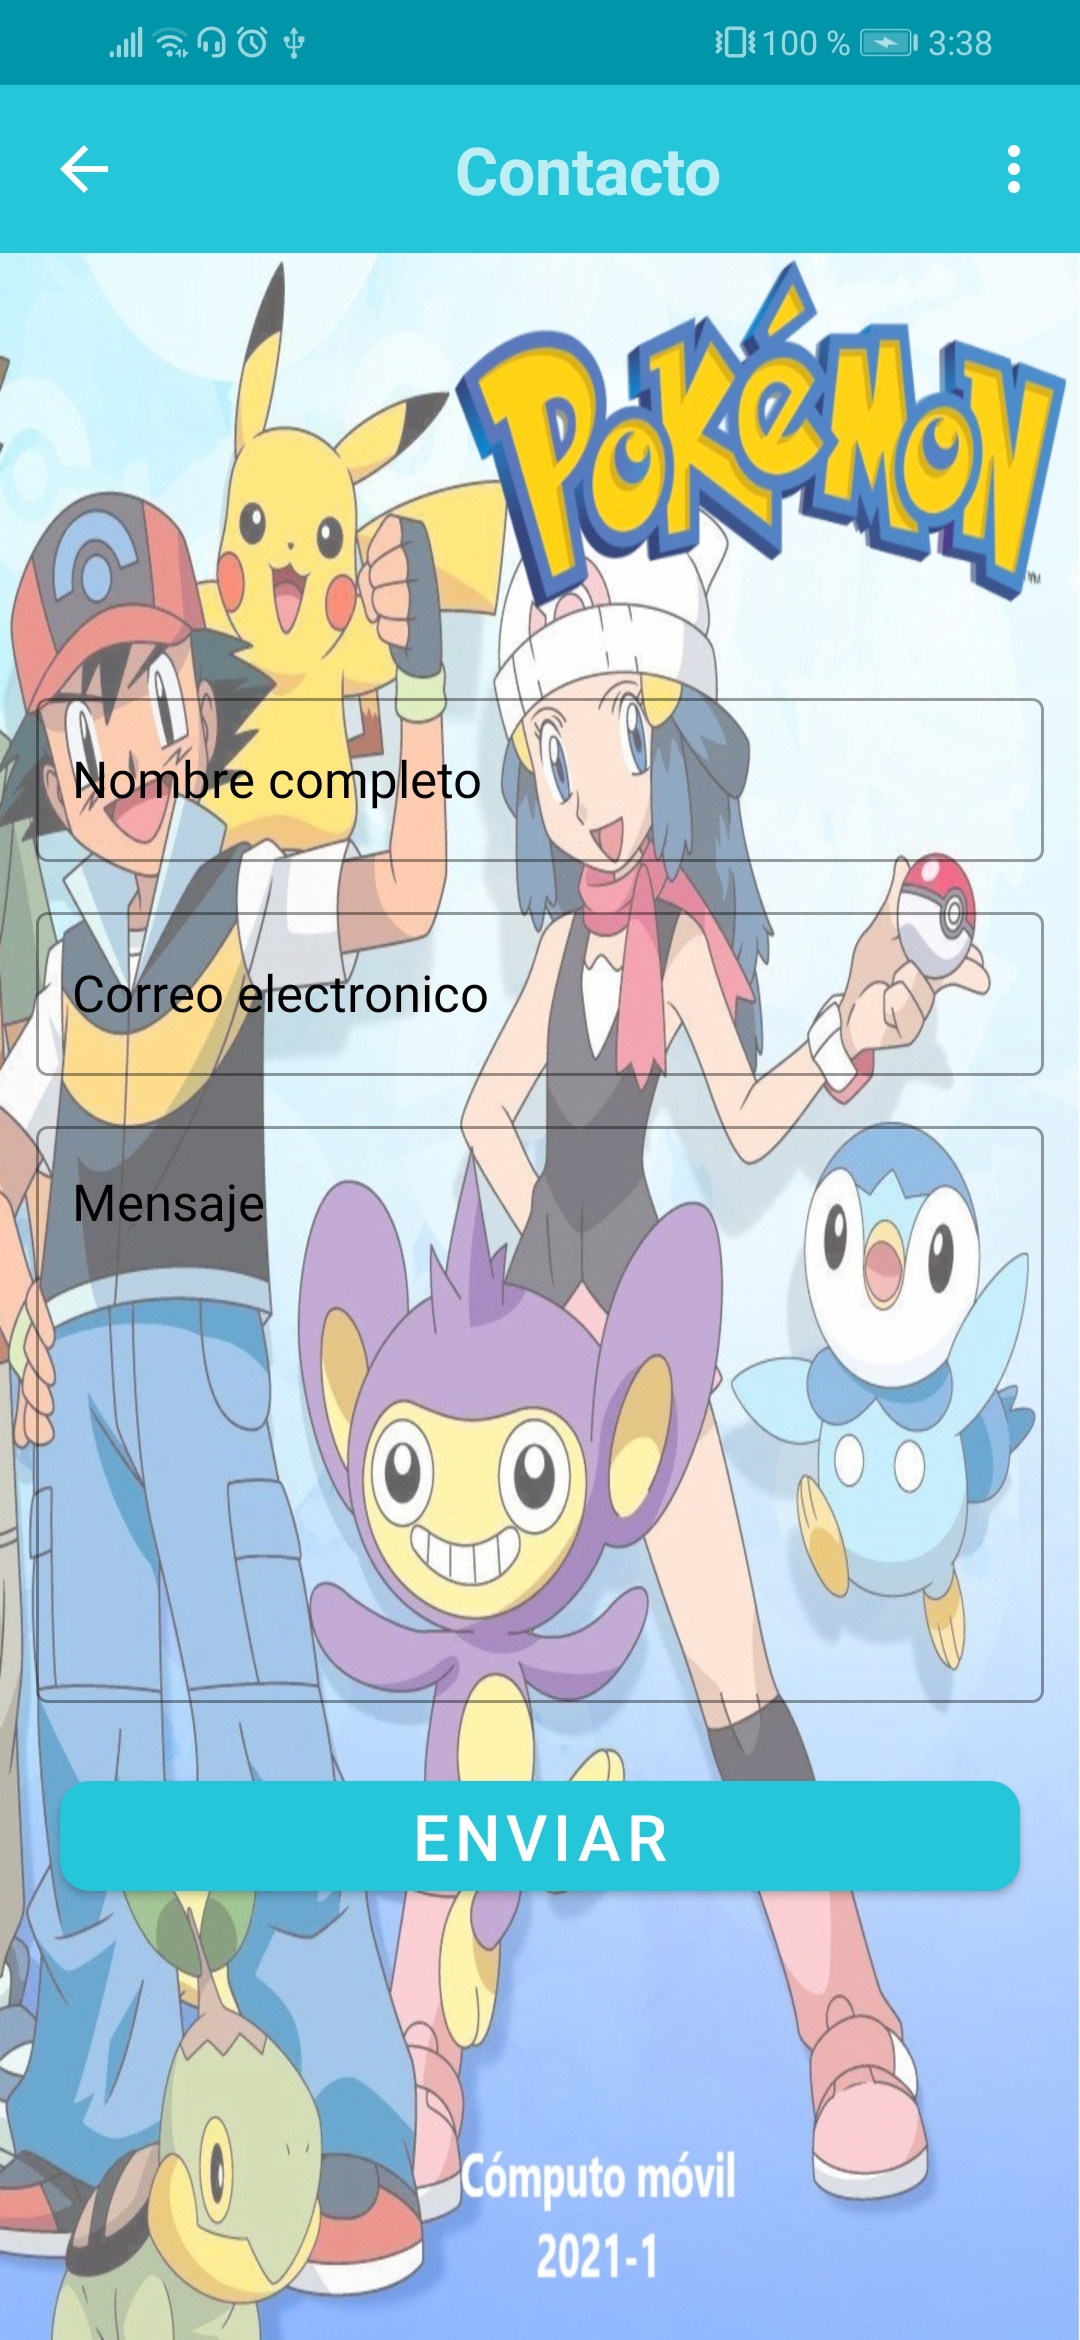 100 % 3:38
Contacto
POKéMON
TM
Nombre completo
Correo electronico
Mensaje
ENVIAR
Cómputo móvil
2021-1